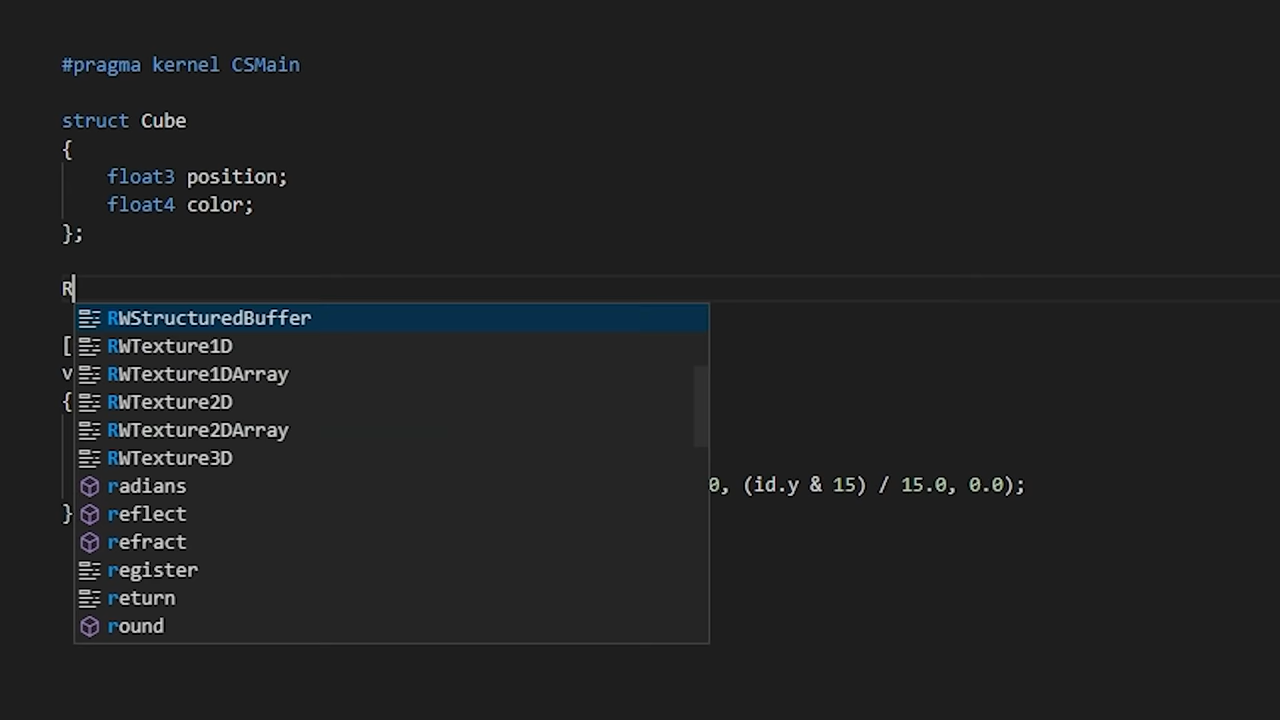 #pragma kernel CSMain
struct Cube
{
float3 position;
float4 color;
};
R
RWStructuredBuffer
[
RWTexture1D
v
RWTexture1DArray
{
RWTexture2D
RWTexture2DArray
RWTexture3D
radians
0, (id.y & 15) / 15.0, 0.0);
}
reflect
refract
register
return
round